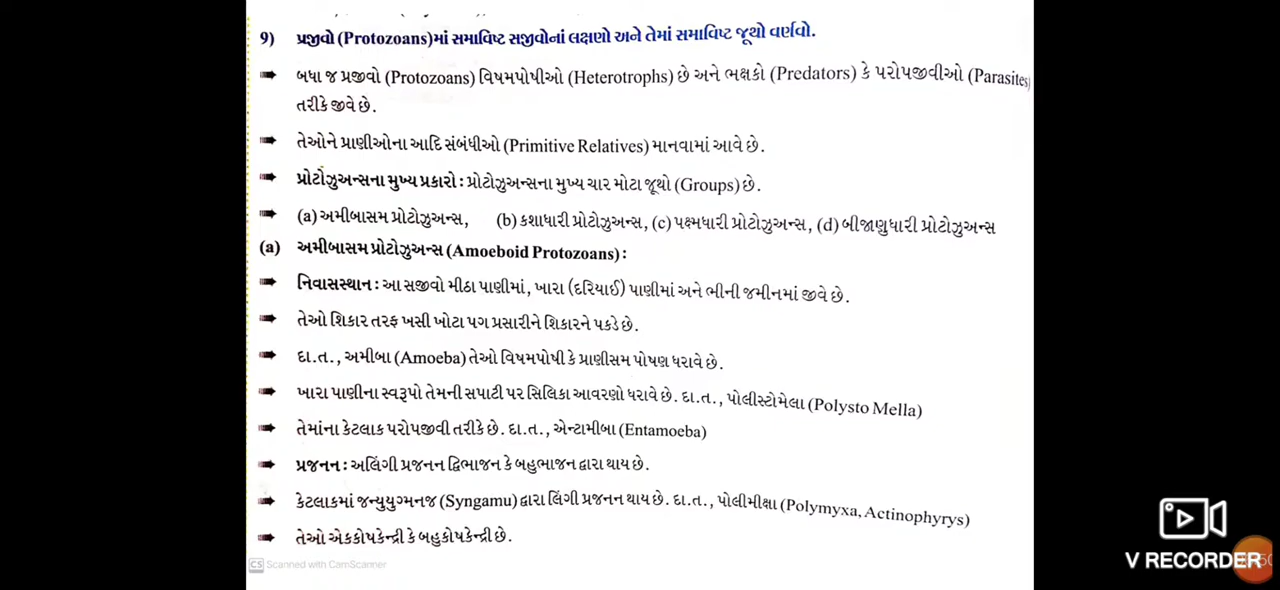 9) પ્રજીવો (Protozoans)માં સમાવિષ્ટ સજીવોનાં લક્ષણો અને તેમાં સમાવિષ્ટ જૂથો વર્ણવો.
બધા જ પ્રજીવો (Protozoans) વિષમપોષીઓ (Heterotrophs) છે અને ભક્ષકો (Predators) કે પરોપજીવીઓ (Parasites)
તરીકે જીવે છે.
તેઓને પ્રાણીઓના આદિ સંબંધીઓ (Primitive Relatives) માનવામાં આવે છે.
પ્રોટોઝુઅન્સના મુખ્ય પ્રકારો : પ્રોટોઝુઅન્સના મુખ્ય ચાર મોટા જૂથો (Groups) છે.
(a) અમીબાસમ પ્રોટોઝુઅન્સ, (b) કશાધારી પ્રોટોઝુઅન્સ, (c) પક્ષ્મધારી પ્રોટોઝુઅન્સ, (d) બીજાણુધારી પ્રોટોઝુઅન્સ
(a) અમીબાસમ પ્રોટોઝુઅન્સ (Amoeboid Protozoans) :
નિવાસસ્થાન : આ સજીવો મીઠા પાણીમાં, ખારા (દરિયાઈ) પાણીમાં અને ભીની જમીનમાં જીવે છે.
તેઓ શિકાર તરફ ખસી ખોટા પગ પ્રસારીને શિકારને પકડે છે.
દા.ત., અમીબા (Amoeba) તેઓ વિષમપોષી કે પ્રાણીસમ પોષણ ધરાવે છે.
ખારા પાણીના સ્વરૂપો તેમની સપાટી પર સિલિકા આવરણો ધરાવે છે. દા.ત., પોલીસ્ટોમેલા (Polysto Mella)
તેમાંના કેટલાક પરોપજીવી તરીકે છે. દા.ત., એન્ટામીબા (Entamoeba)
પ્રજનન : અલિંગી પ્રજનન દ્વિભાજન કે બહુભાજન દ્વારા થાય છે.
કેટલાકમાં જન્યુયુગ્મનજ (Syngamu) દ્વારા લિંગી પ્રજનન થાય છે. દા.ત., પોલીમીક્ષા (Polymyxa, Actinophyrys)
તેઓ એકકોષકેન્દ્રી કે બહુકોષકેન્દ્રી છે.
CS Scanned with CamScanner
V RECORDER